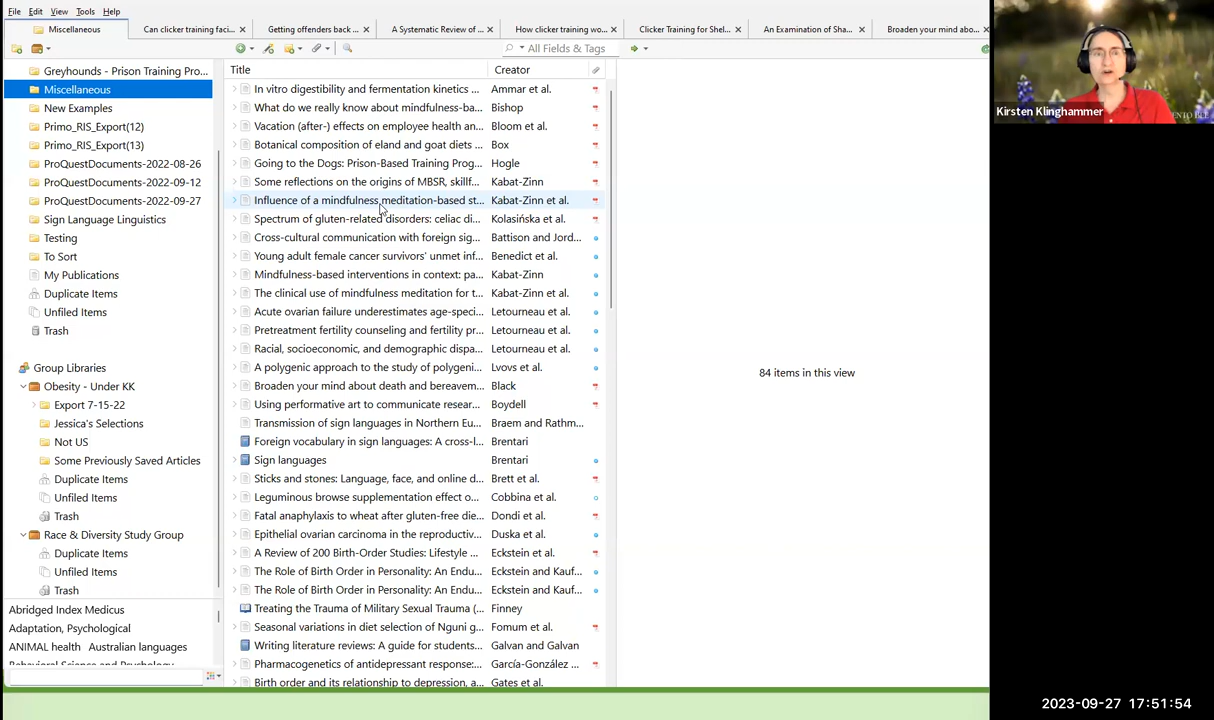 File Edit View Tools Help
Miscellaneous
Can clicker training faci...
Getting offenders back ...
A Systematic Review of ...
How clicker training wo...
Clicker Training for Shel...
An Examination of Sha...
Broaden your mind abo...
All Fields & Tags
Greyhounds - Prison Training Pro...
Miscellaneous
New Examples
Primo_RIS_Export(12)
Primo_RIS_Export(13)
ProQuestDocuments-2022-08-26
ProQuestDocuments-2022-09-12
ProQuestDocuments-2022-09-27
Sign Language Linguistics
Testing
To Sort
My Publications
Duplicate Items
Unfiled Items
Trash
Group Libraries
Obesity - Under KK
Export 7-15-22
Jessica's Selections
Not US
Some Previously Saved Articles
Duplicate Items
Unfiled Items
Trash
Race & Diversity Study Group
Duplicate Items
Unfiled Items
Trash
Abridged Index Medicus
Adaptation, Psychological
ANIMAL health Australian languages
Behavioral Science and Psychology
Title Creator
In vitro digestibility and fermentation kinetics ... Ammar et al.
What do we really know about mindfulness-ba... Bishop
Vacation (after-) effects on employee health an... Bloom et al.
Botanical composition of eland and goat diets ... Box
Going to the Dogs: Prison-Based Training Prog... Hogle
Some reflections on the origins of MBSR, skillf... Kabat-Zinn
Influence of a mindfulness meditation-based st... Kabat-Zinn et al.
Spectrum of gluten-related disorders: celiac di... Kolasińska et al.
Cross-cultural communication with foreign sig... Battison and Jord...
Young adult female cancer survivors' unmet inf... Benedict et al.
Mindfulness-based interventions in context: pa... Kabat-Zinn
The clinical use of mindfulness meditation for t... Kabat-Zinn et al.
Acute ovarian failure underestimates age-speci... Letourneau et al.
Pretreatment fertility counseling and fertility pr... Letourneau et al.
Racial, socioeconomic, and demographic dispa... Letourneau et al.
A polygenic approach to the study of polygeni... Lvovs et al.
Broaden your mind about death and bereavem... Black
Using performative art to communicate resear... Boydell
Transmission of sign languages in Northern Eu... Braem and Rathm...
Foreign vocabulary in sign languages: A cross-l... Brentari
Sign languages Brentari
Sticks and stones: Language, face, and online d... Brett et al.
Leguminous browse supplementation effect o... Cobbina et al.
Fatal anaphylaxis to wheat after gluten-free die... Dondi et al.
Epithelial ovarian carcinoma in the reproductiv... Duska et al.
A Review of 200 Birth-Order Studies: Lifestyle ... Eckstein et al.
The Role of Birth Order in Personality: An Endu... Eckstein and Kauf...
The Role of Birth Order in Personality: An Endu... Eckstein and Kauf...
Treating the Trauma of Military Sexual Trauma (... Finney
Seasonal variations in diet selection of Nguni g... Fomum et al.
Writing literature reviews: A guide for students... Galvan and Galvan
Pharmacogenetics of antidepressant response:... García-González ...
Birth order and its relationship to depression, a... Gates et al.
84 items in this view
Kirsten Klinghammer
2023-09-27 17:51:54